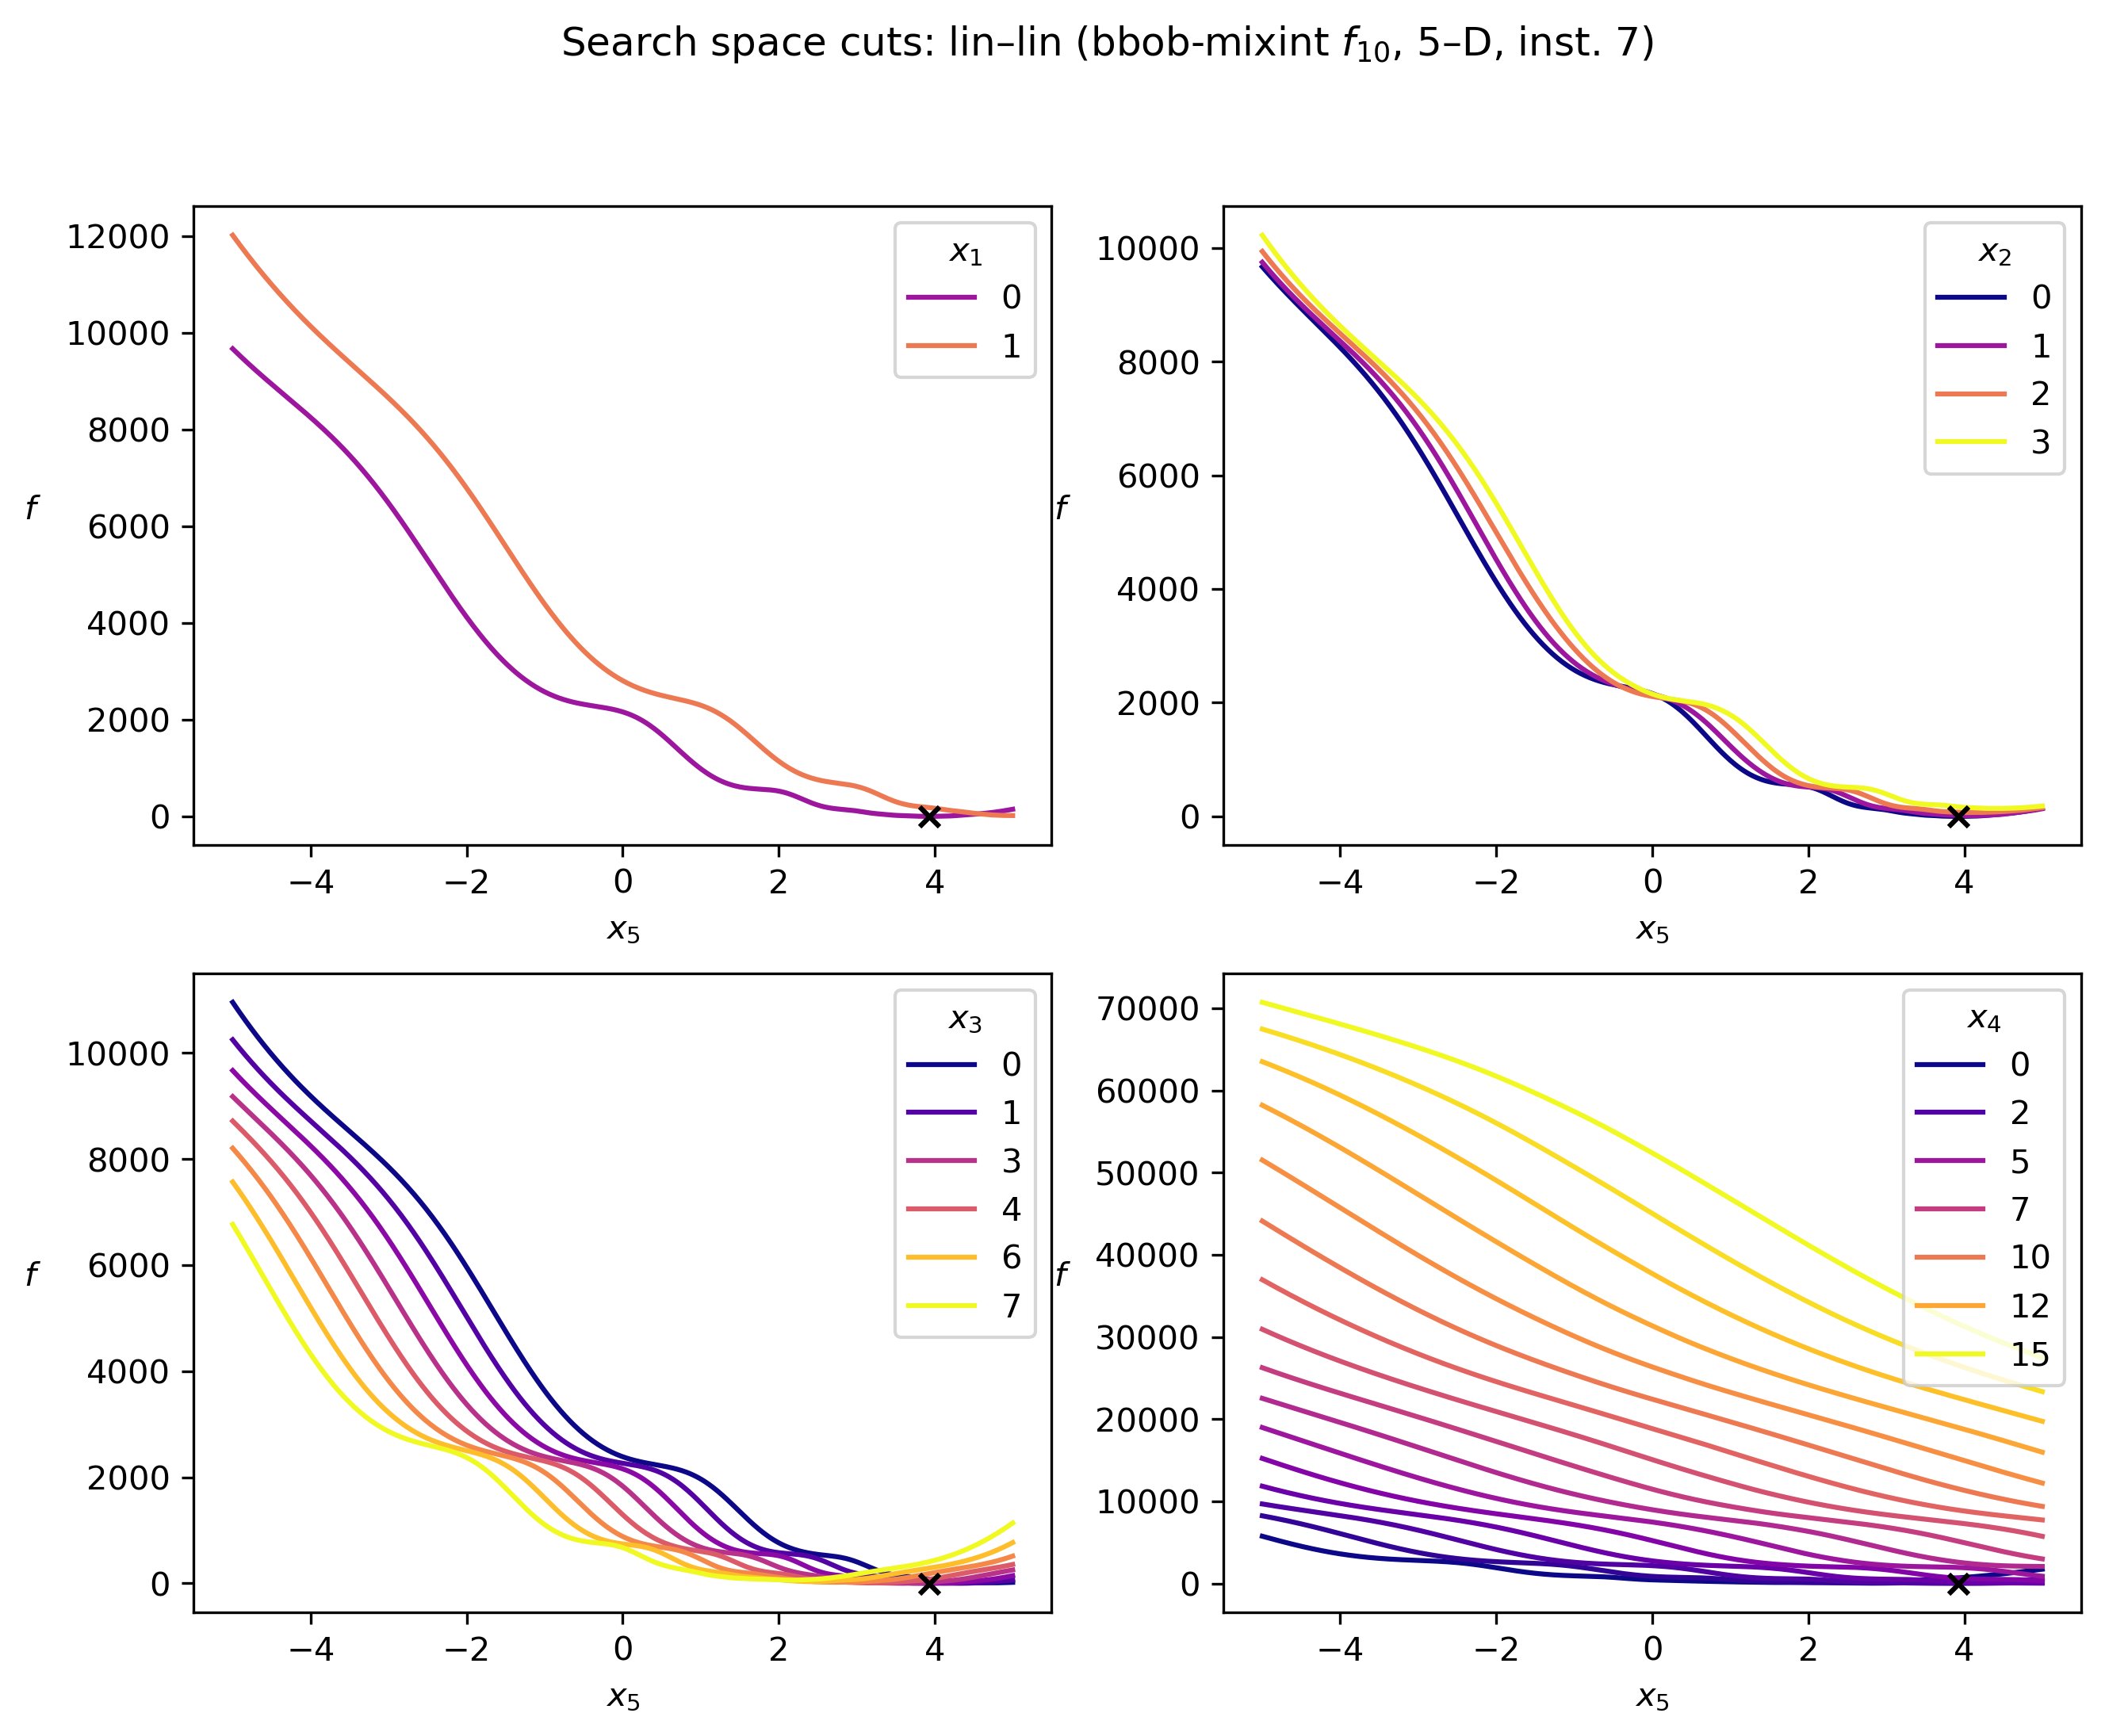 Search space cuts: lin–lin (bbob-mixint f10, 5–D, inst. 7)
12000
10000
8000
6000
4000
2000
0
f
x1
0
1
−4 −2 0 2 4
x5
10000
8000
6000
4000
2000
0
f
x2
0
1
2
3
−4 −2 0 2 4
x5
10000
8000
6000
4000
2000
0
f
x3
0
1
3
4
6
7
−4 −2 0 2 4
x5
70000
60000
50000
40000
30000
20000
10000
0
f
x4
0
2
5
7
10
12
15
−4 −2 0 2 4
x5